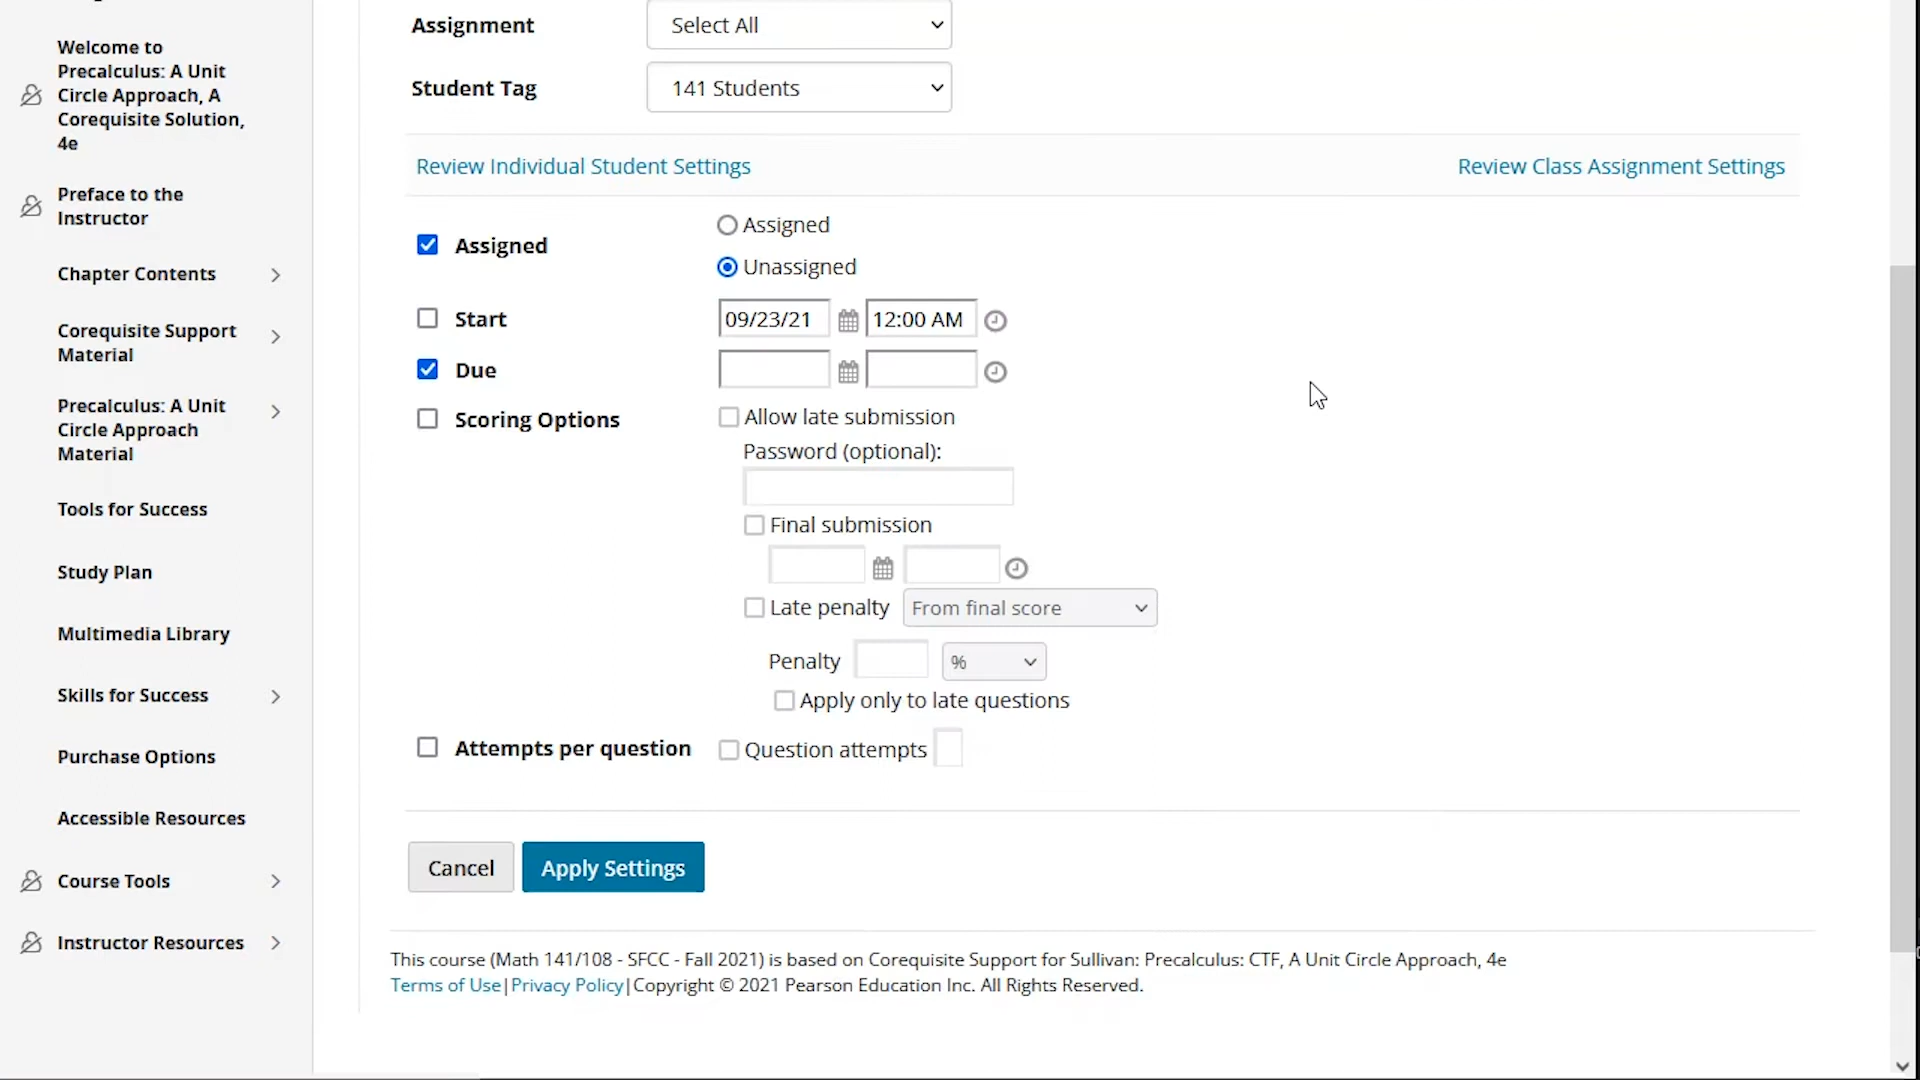 Welcome to
Precalculus: A Unit
Circle Approach, A
Corequisite Solution,
4e
Preface to the
Instructor
Chapter Contents
Corequisite Support
Material
Precalculus: A Unit
Circle Approach
Material
Tools for Success
Study Plan
Multimedia Library
Skills for Success
Purchase Options
Accessible Resources
Course Tools
Instructor Resources
Assignment Select All
Student Tag 141 Students
Review Individual Student Settings Review Class Assignment Settings
Assigned
Assigned
Unassigned
Start 09/23/21 12:00 AM
Due
Scoring Options Allow late submission
Password (optional):
Final submission
Late penalty From final score
Penalty %
Apply only to late questions
Attempts per question Question attempts
Cancel Apply Settings
This course (Math 141/108 - SFCC - Fall 2021) is based on Corequisite Support for Sullivan: Precalculus: CTF, A Unit Circle Approach, 4e
Terms of Use|Privacy Policy|Copyright © 2021 Pearson Education Inc. All Rights Reserved.